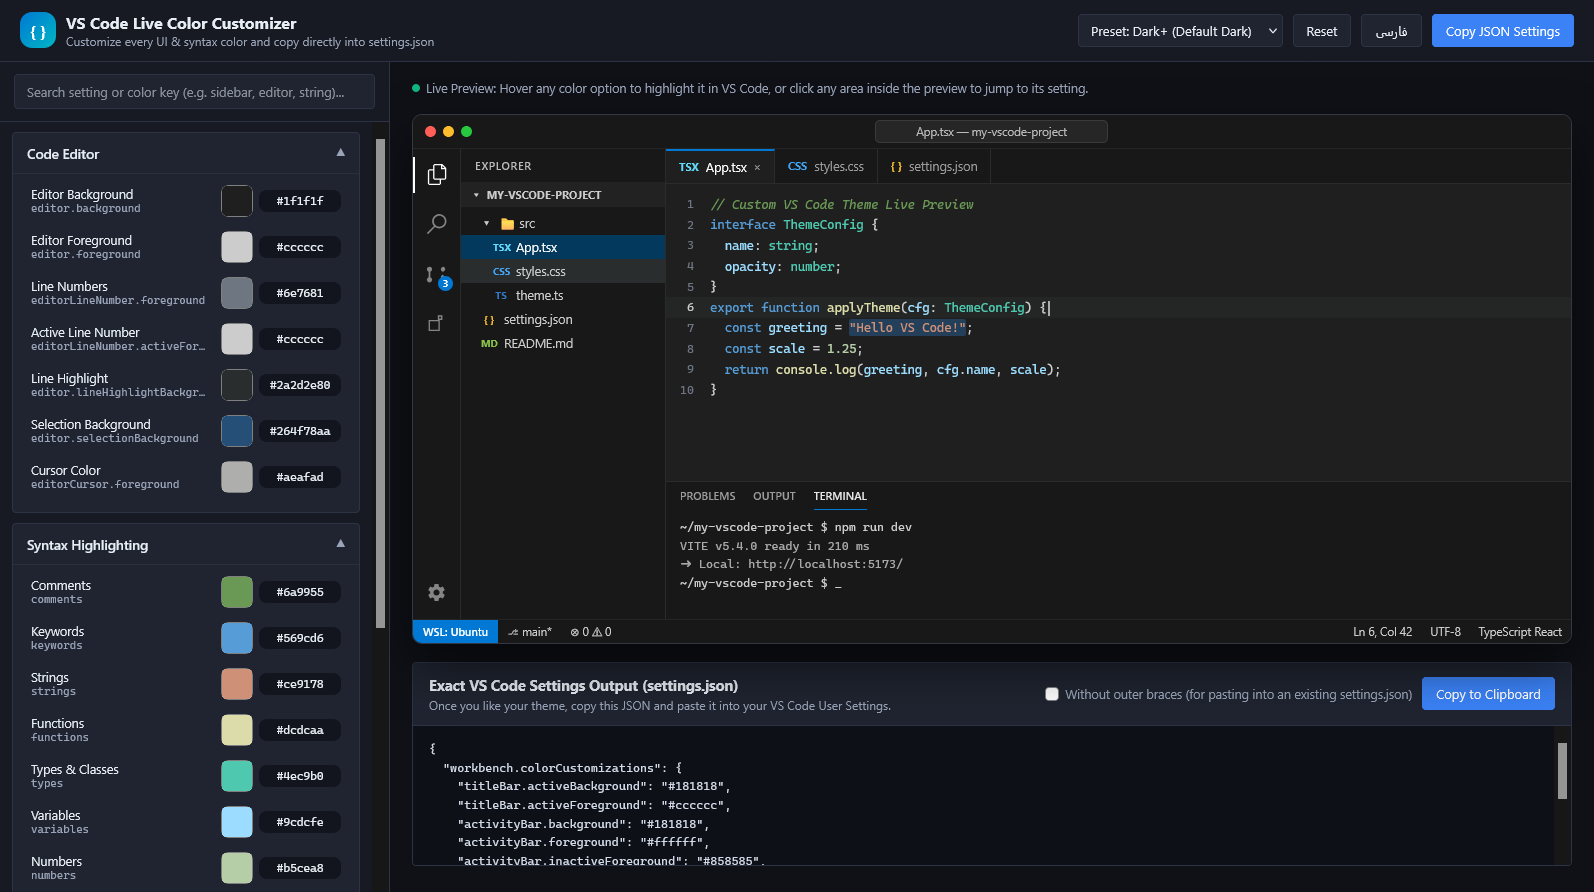 { }
VS Code Live Color Customizer
Customize every UI & syntax color and copy directly into settings.json
Preset: Dark+ (Default Dark)
Reset
فارسی
Copy JSON Settings
Search setting or color key (e.g. sidebar, editor, string)...
Code Editor
Editor Background
editor.background
#1f1f1f
Editor Foreground
editor.foreground
#cccccc
Line Numbers
editorLineNumber.foreground
#6e7681
Active Line Number
editorLineNumber.activeFor…
#cccccc
Line Highlight
editor.lineHighlightBackgr…
#2a2d2e80
Selection Background
editor.selectionBackground
#264f78aa
Cursor Color
editorCursor.foreground
#aeafad
Syntax Highlighting
Comments
comments
#6a9955
Keywords
keywords
#569cd6
Strings
strings
#ce9178
Functions
functions
#dcdcaa
Types & Classes
types
#4ec9b0
Variables
variables
#9cdcfe
Numbers
numbers
#b5cea8
Live Preview: Hover any color option to highlight it in VS Code, or click any area inside the preview to jump to its setting.
App.tsx — my-vscode-project
3
EXPLORER
MY-VSCODE-PROJECT
src
TSX App.tsx
CSS styles.css
TS theme.ts
{ } settings.json
MD README.md
TSX App.tsx ×
CSS styles.css
{ } settings.json
1 // Custom VS Code Theme Live Preview
2 interface ThemeConfig {
3 name: string;
4 opacity: number;
5 }
6 export function applyTheme(cfg: ThemeConfig) {
7 const greeting = "Hello VS Code!";
8 const scale = 1.25;
9 return console.log(greeting, cfg.name, scale);
10 }
PROBLEMS OUTPUT TERMINAL
~/my-vscode-project $ npm run dev
VITE v5.4.0 ready in 210 ms
➜ Local: http://localhost:5173/
~/my-vscode-project $ _
WSL: Ubuntu
⎇ main*
⊗ 0 ⚠ 0
Ln 6, Col 42
UTF-8
TypeScript React
Exact VS Code Settings Output (settings.json)
Once you like your theme, copy this JSON and paste it into your VS Code User Settings.
Without outer braces (for pasting into an existing settings.json)
Copy to Clipboard
{
"workbench.colorCustomizations": {
"titleBar.activeBackground": "#181818",
"titleBar.activeForeground": "#cccccc",
"activityBar.background": "#181818",
"activityBar.foreground": "#ffffff",
"activityBar.inactiveForeground": "#858585",